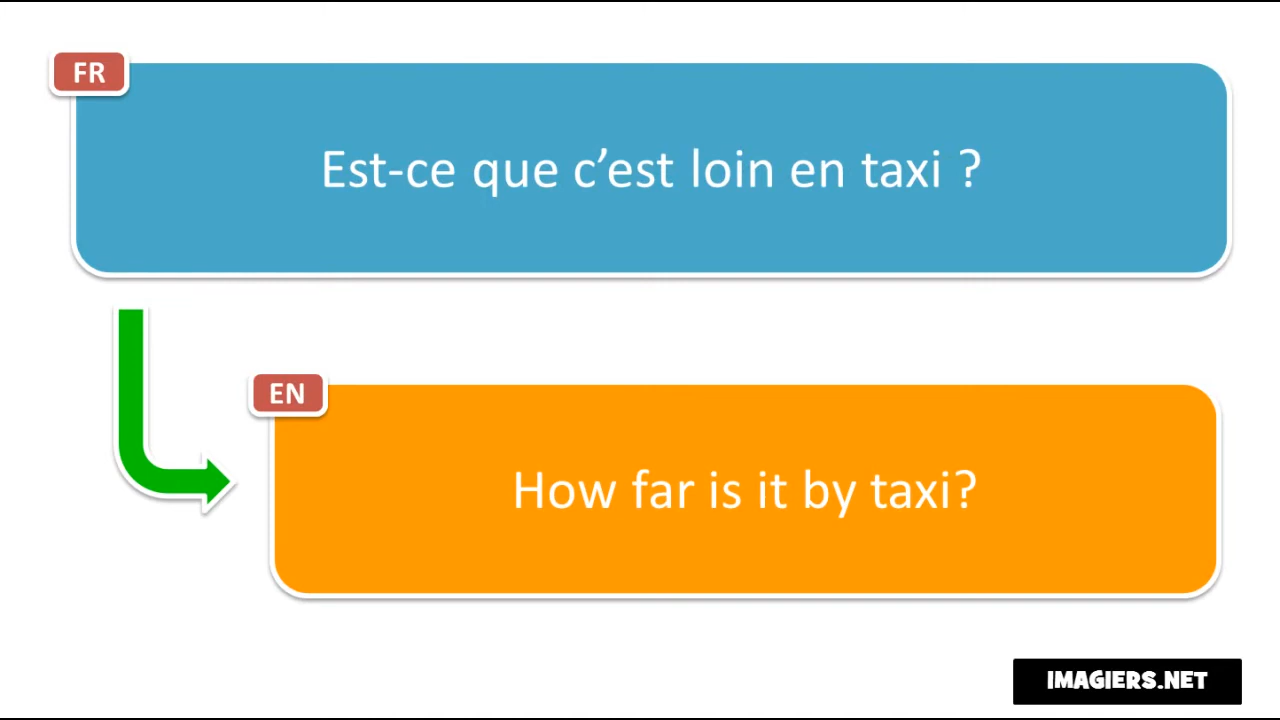 FR
Est-ce que c’est loin en taxi ?
EN
How far is it by taxi?
IMAGIERS.NET